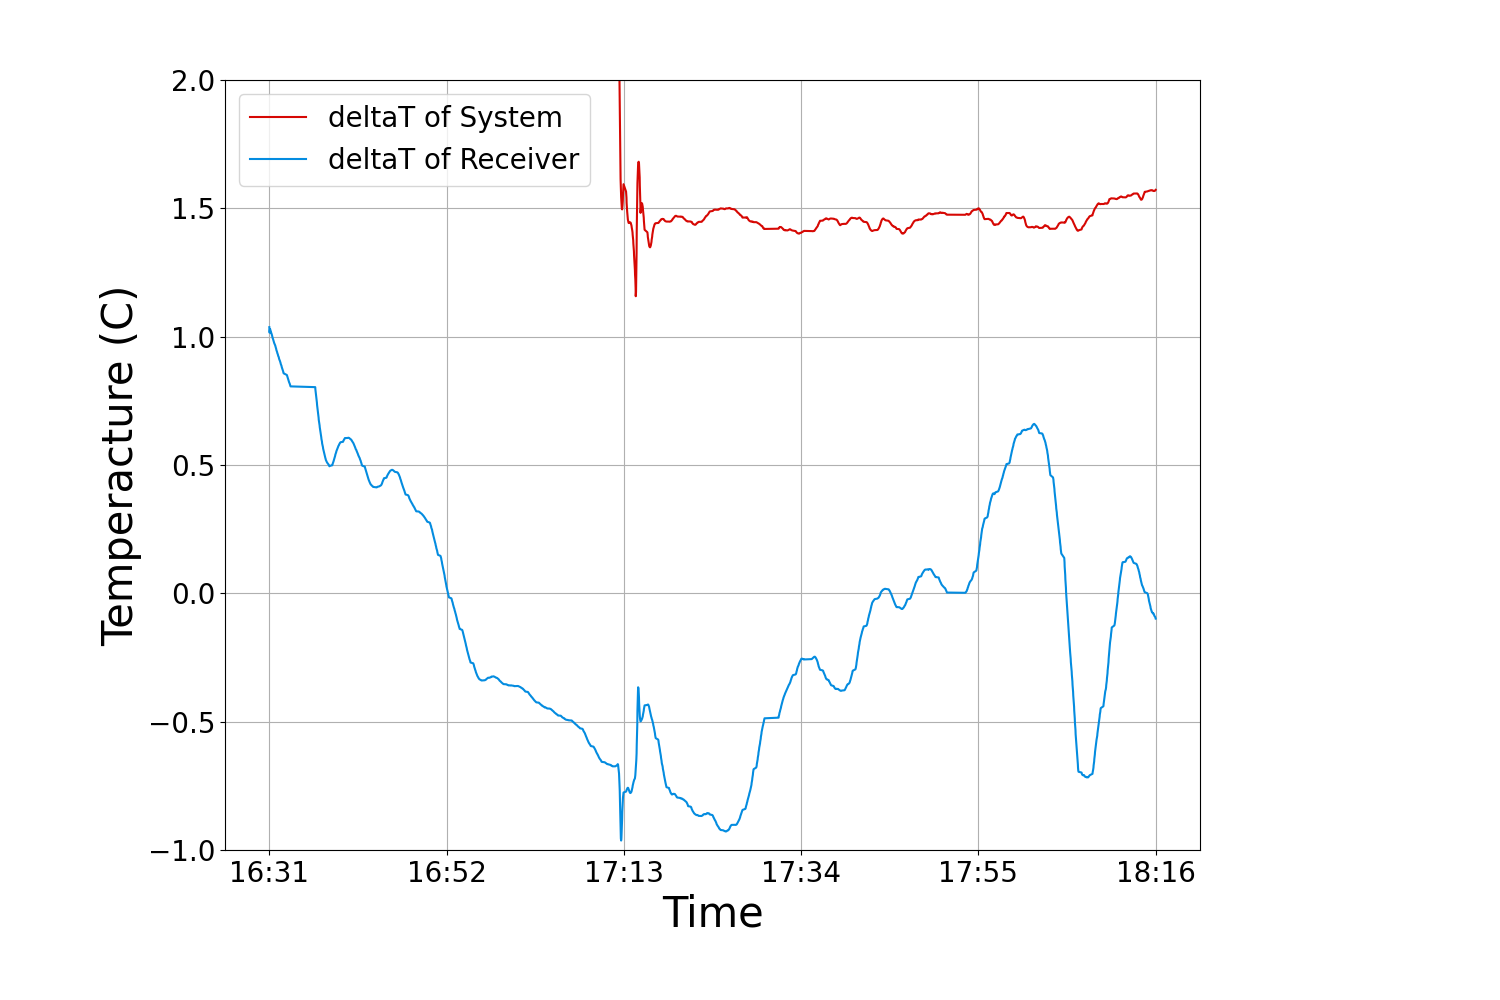 2.0
1.5
1.0
0.5
0.0
−0.5
−1.0
Temperacture (C)
deltaT of System
deltaT of Receiver
16:31 16:52 17:13 17:34 17:55 18:16
Time